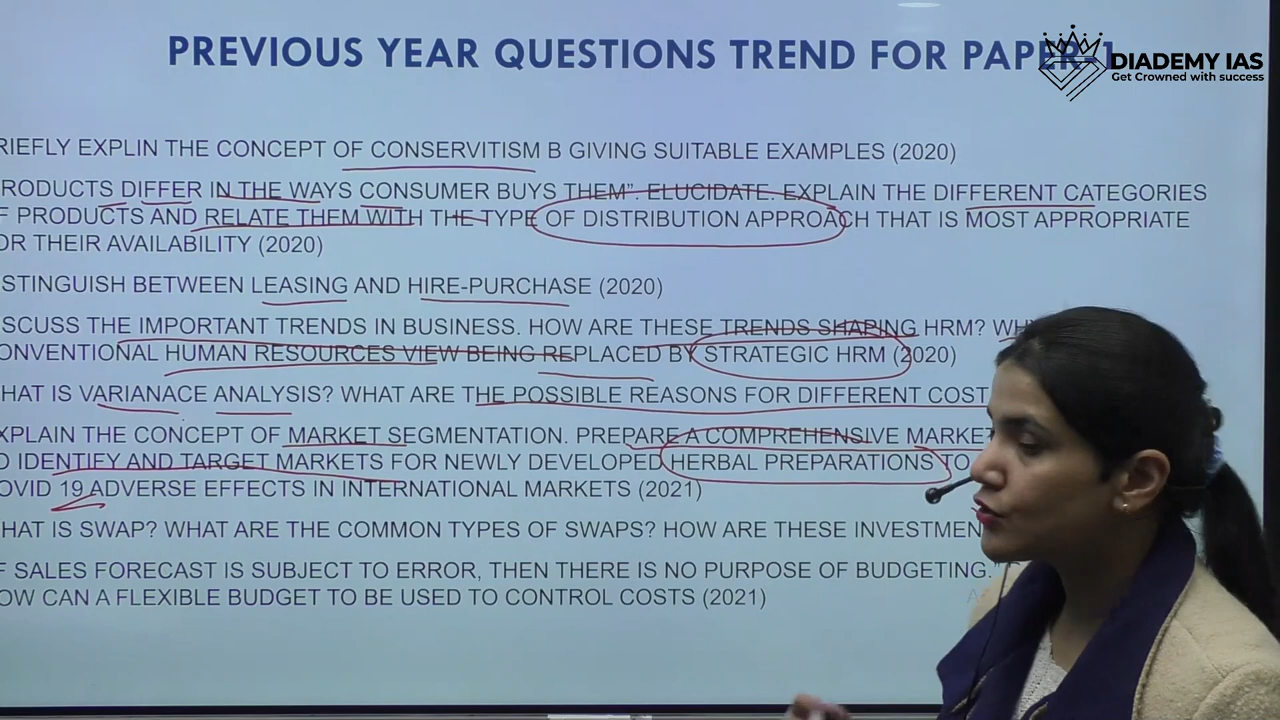 PREVIOUS YEAR QUESTIONS TREND FOR PAPER-1
DIADEMY IAS
Get Crowned with success
RIEFLY EXPLIN THE CONCEPT OF CONSERVITISM B GIVING SUITABLE EXAMPLES (2020)
RODUCTS DIFFER IN THE WAYS CONSUMER BUYS THEM”. ELUCIDATE. EXPLAIN THE DIFFERENT CATEGORIES
F PRODUCTS AND RELATE THEM WITH THE TYPE OF DISTRIBUTION APPROACH THAT IS MOST APPROPRIATE
OR THEIR AVAILABILITY (2020)
STINGUISH BETWEEN LEASING AND HIRE-PURCHASE (2020)
SCUSS THE IMPORTANT TRENDS IN BUSINESS. HOW ARE THESE TRENDS SHAPING HRM? WH
ONVENTIONAL HUMAN RESOURCES VIEW BEING REPLACED BY STRATEGIC HRM (2020)
HAT IS VARIANACE ANALYSIS? WHAT ARE THE POSSIBLE REASONS FOR DIFFERENT COST
XPLAIN THE CONCEPT OF MARKET SEGMENTATION. PREPARE A COMPREHENSIVE MARKE
O IDENTIFY AND TARGET MARKETS FOR NEWLY DEVELOPED HERBAL PREPARATIONS TO
OVID 19 ADVERSE EFFECTS IN INTERNATIONAL MARKETS (2021)
HAT IS SWAP? WHAT ARE THE COMMON TYPES OF SWAPS? HOW ARE THESE INVESTMEN
F SALES FORECAST IS SUBJECT TO ERROR, THEN THERE IS NO PURPOSE OF BUDGETING.
OW CAN A FLEXIBLE BUDGET TO BE USED TO CONTROL COSTS (2021)